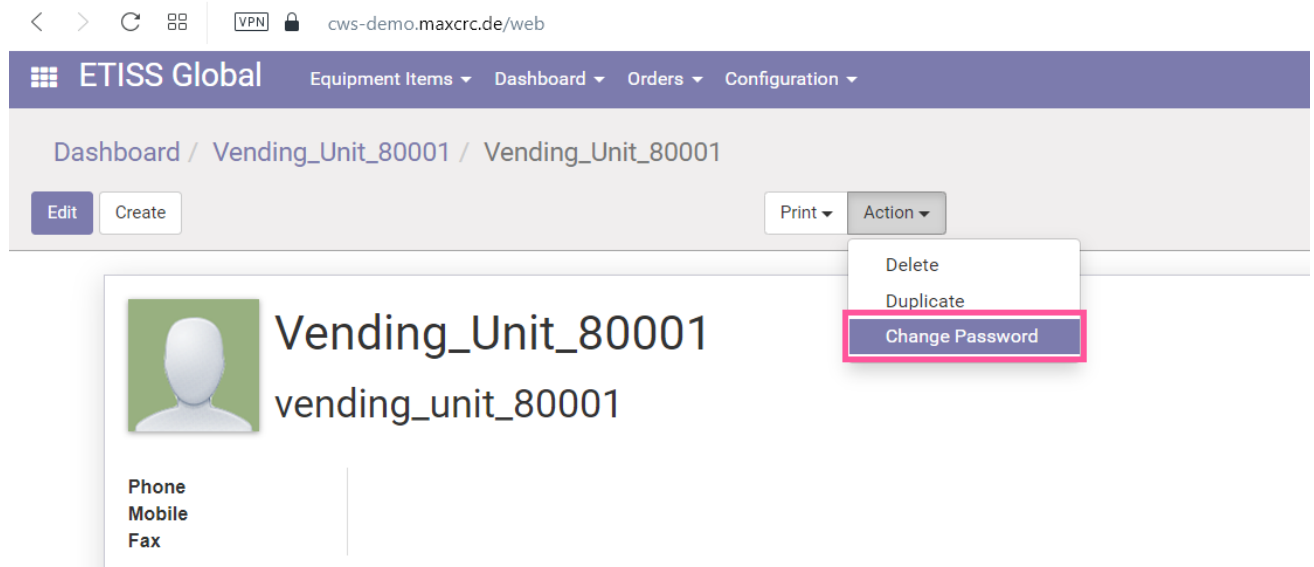 VPN cws-demo.maxcrc.de/web
ETISS Global Equipment Items Dashboard Orders Configuration
Dashboard / Vending_Unit_80001 / Vending_Unit_80001
Edit Create Print Action
Delete
Duplicate
Change Password
Vending_Unit_80001
vending_unit_80001
Phone
Mobile
Fax